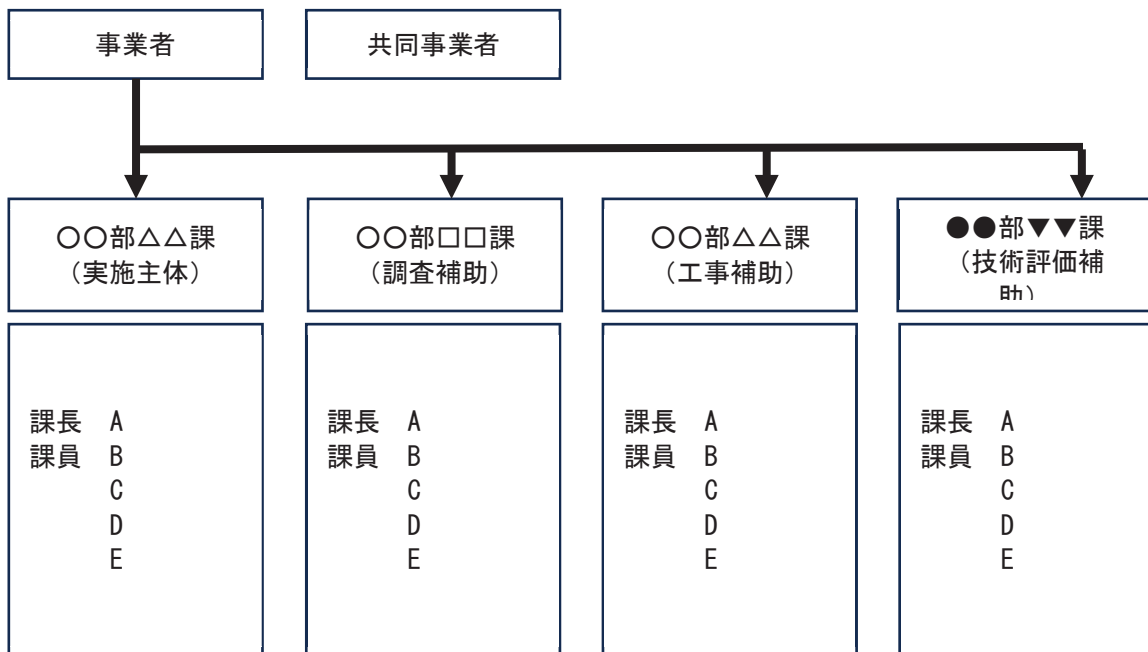 事業者
共同事業者
〇〇部△△課
（実施主体）
〇〇部□□課
（調査補助）
〇〇部△△課
（工事補助）
●●部▼▼課
（技術評価補
助）
課長 A
課員 B
C
D
E
課長 A
課員 B
C
D
E
課長 A
課員 B
C
D
E
課長 A
課員 B
C
D
E